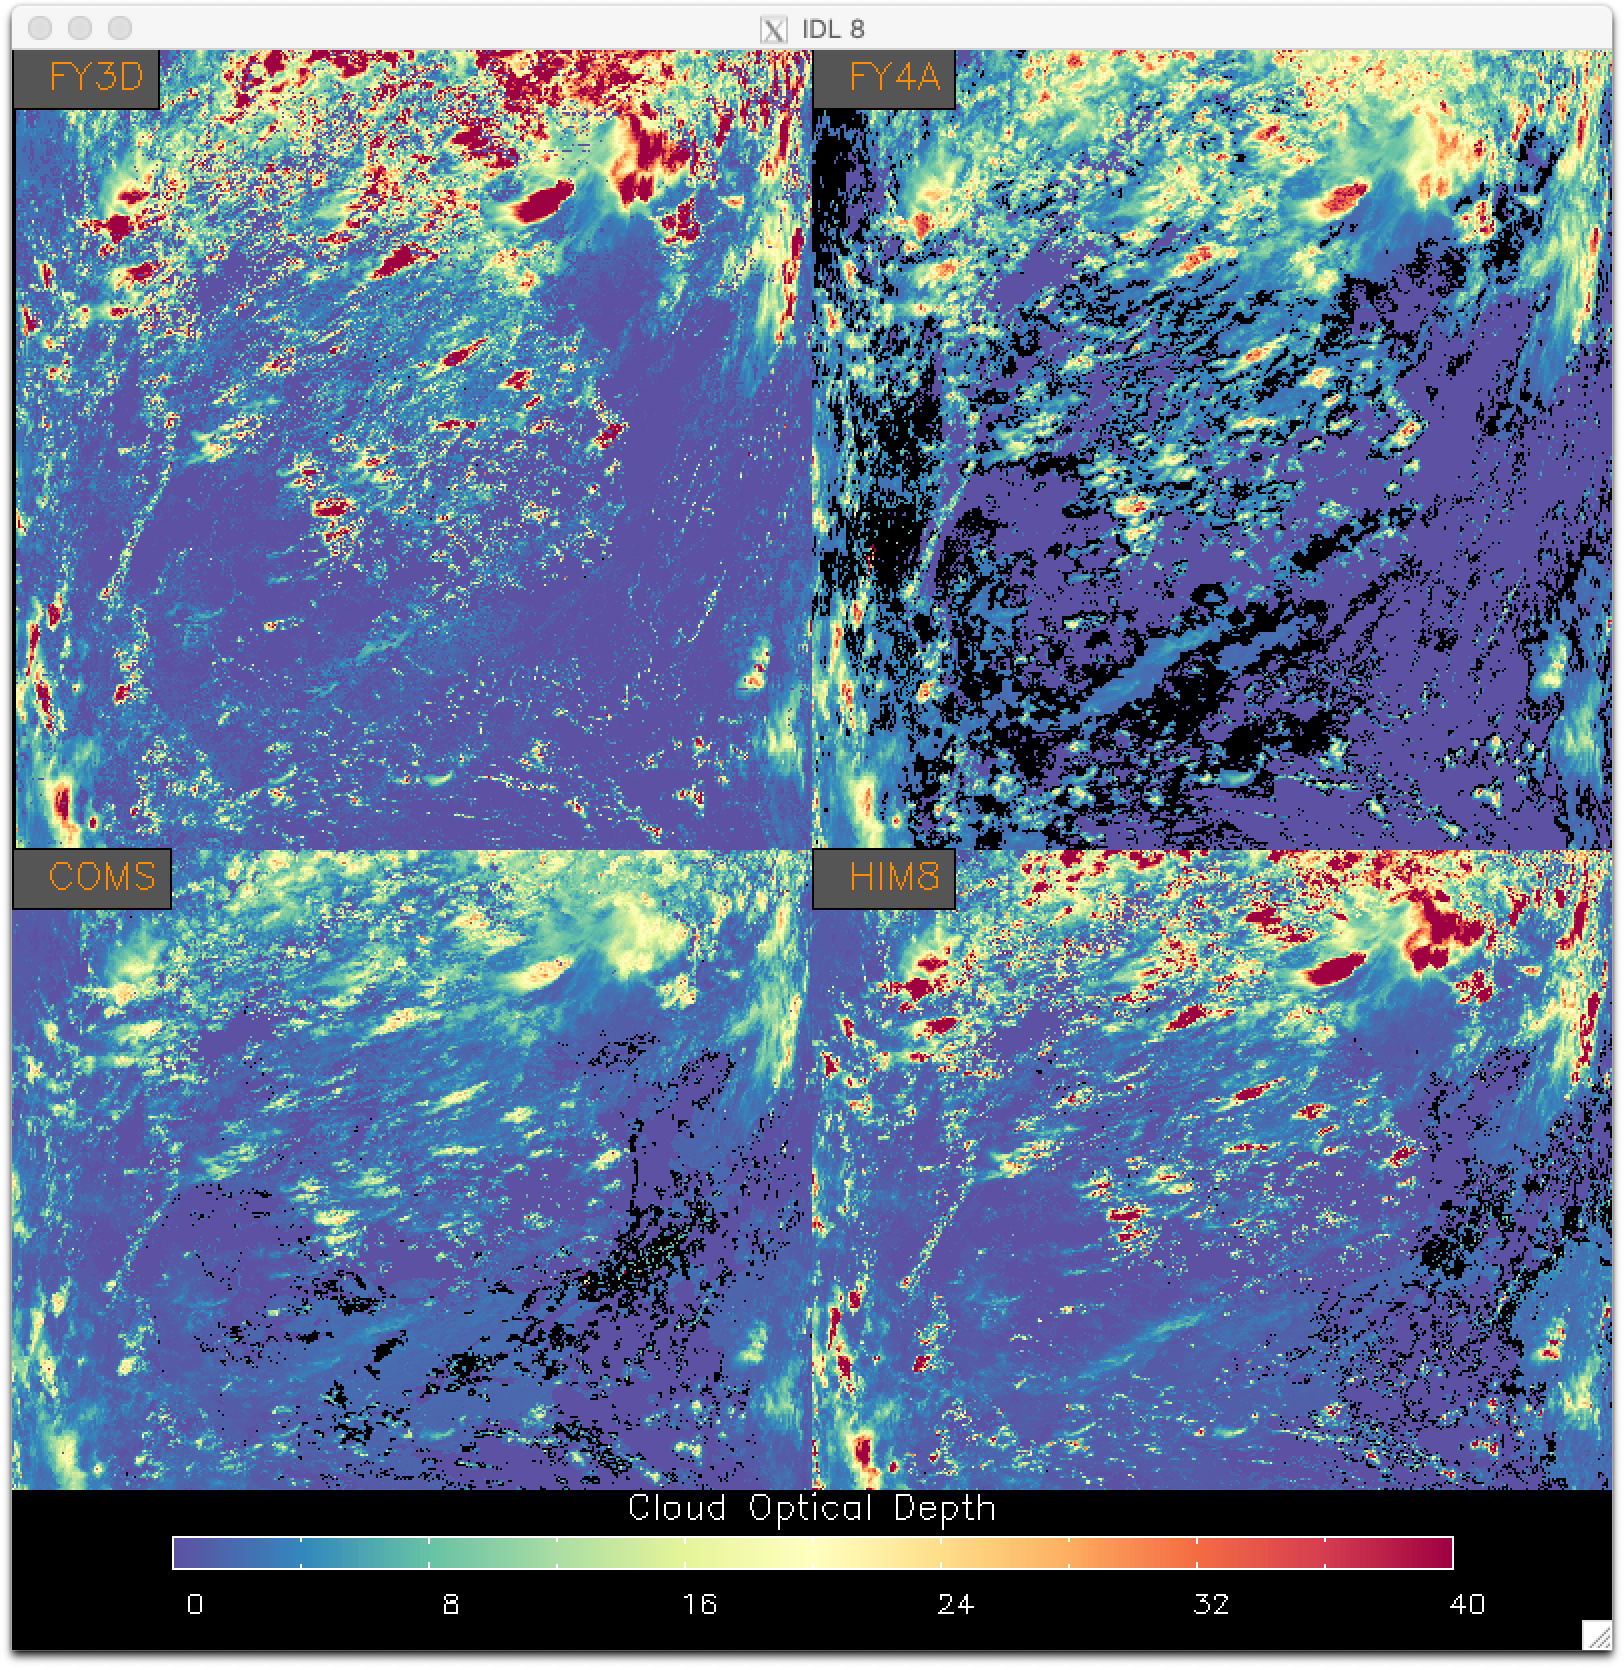 IDL 8
FY3D
FY4A
COMS
HIM8
Cloud Optical Depth
0 8 16 24 32 40